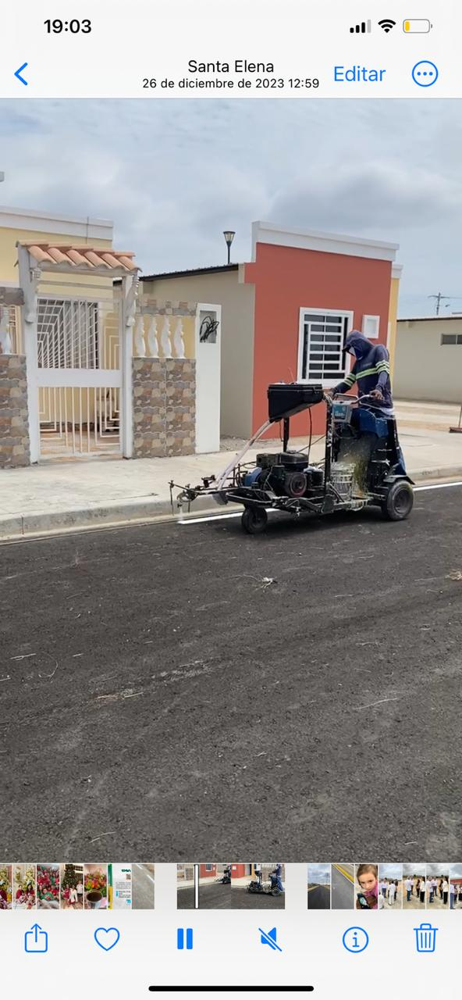 19:03
Santa Elena
26 de diciembre de 2023 12:59
Editar